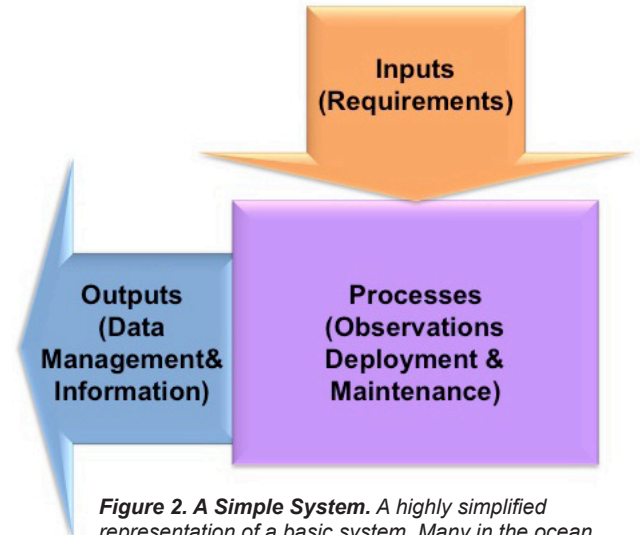 Inputs
(Requirements)
Processes
(Observations
Deployment &
Maintenance)
Outputs
(Data
Management&
Information)
Figure 2. A Simple System. A highly simplified
representation of a basic system. Many in the ocean